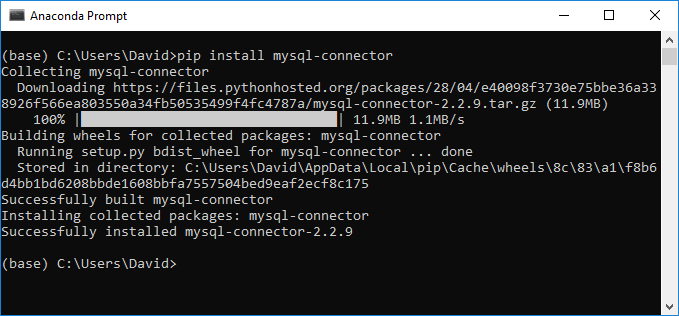 Anaconda Prompt
(base) C:\Users\David>pip install mysql-connector
Collecting mysql-connector
  Downloading https://files.pythonhosted.org/packages/28/04/e40098f3730e75bbe36a33
8926f566ea803550a34fb50535499f4fc4787a/mysql-connector-2.2.9.tar.gz (11.9MB)
    100% |████████████████████████████████| 11.9MB 1.1MB/s
Building wheels for collected packages: mysql-connector
  Running setup.py bdist_wheel for mysql-connector ... done
  Stored in directory: C:\Users\David\AppData\Local\pip\Cache\wheels\8c\83\a1\f8b6
d4bb1bd6208bbde1608bbfa7557504bed9eaf2ecf8c175
Successfully built mysql-connector
Installing collected packages: mysql-connector
Successfully installed mysql-connector-2.2.9
(base) C:\Users\David>